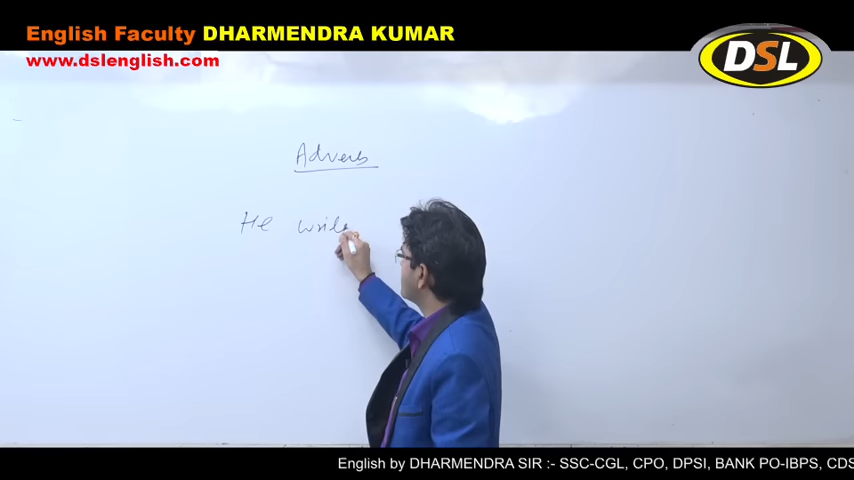 English Faculty DHARMENDRA KUMAR
www.dslenglish.com
DSL
Adverb
He write
English by DHARMENDRA SIR :- SSC-CGL, CPO, DPSI, BANK PO-IBPS, CDS